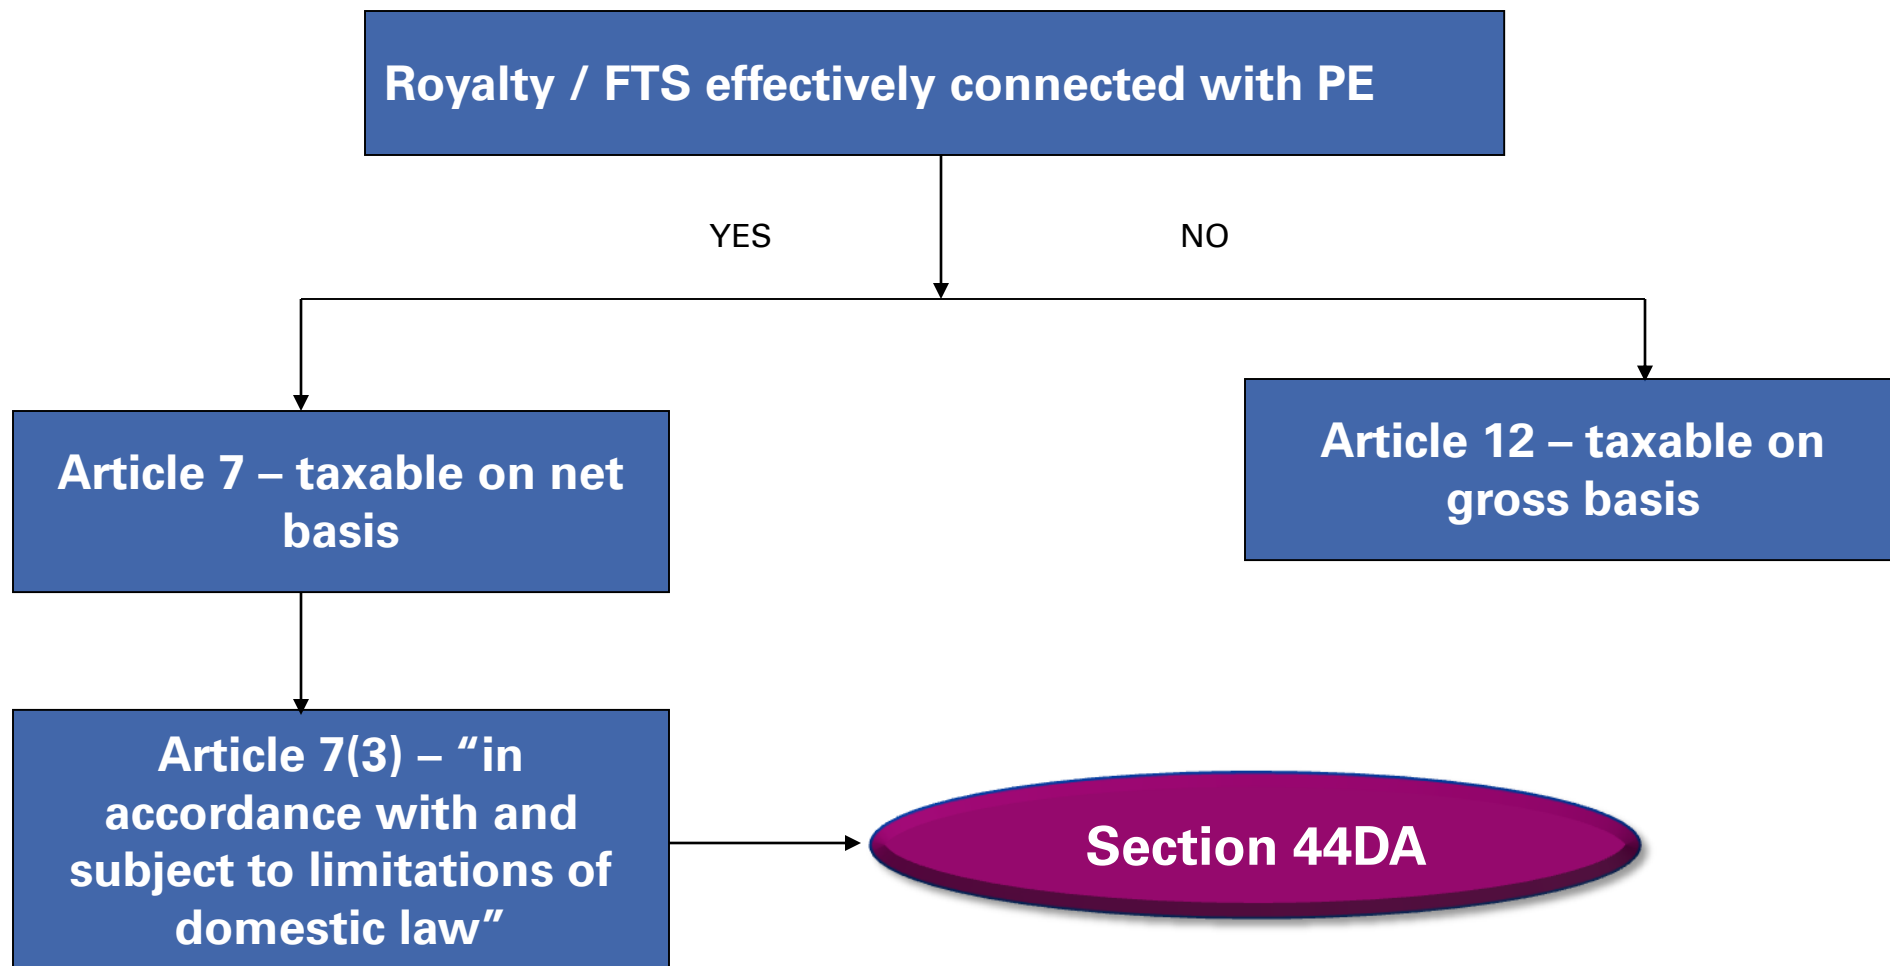 Royalty / FTS effectively connected with PE
YES
NO
Article 7 – taxable on net
basis
Article 12 – taxable on
gross basis
Article 7(3) – “in
accordance with and
subject to limitations of
domestic law”
Section 44DA